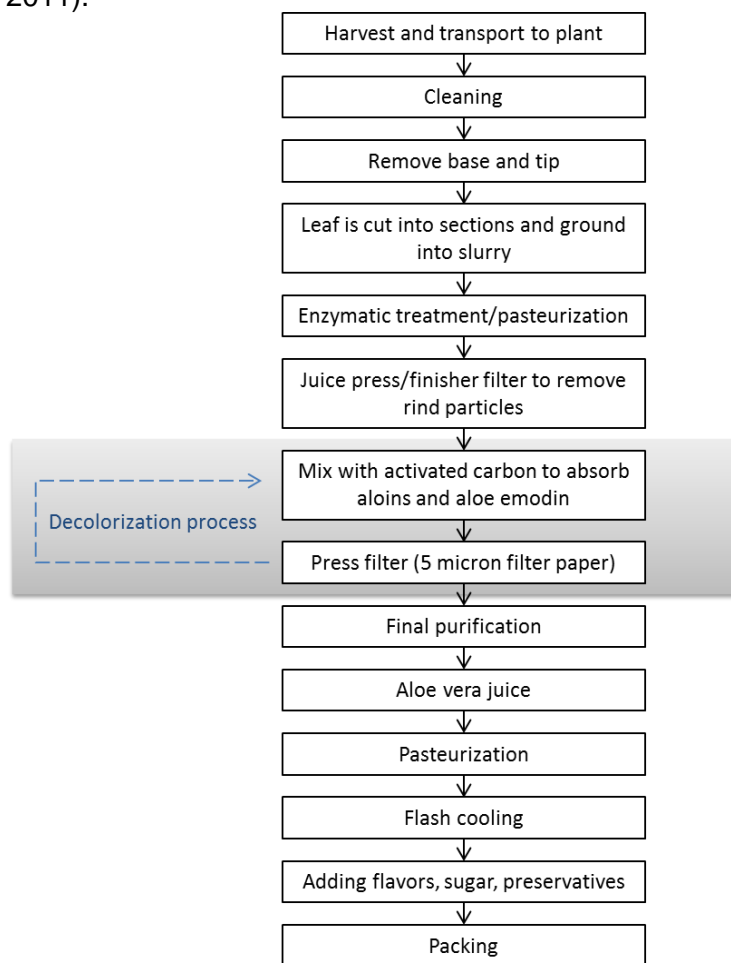 2011).
Harvest and transport to plant
Cleaning
Remove base and tip
Leaf is cut into sections and ground
into slurry
Enzymatic treatment/pasteurization
Juice press/finisher filter to remove
rind particles
Mix with activated carbon to absorb
aloins and aloe emodin
Decolorization process
Press filter (5 micron filter paper)
Final purification
Aloe vera juice
Pasteurization
Flash cooling
Adding flavors, sugar, preservatives
Packing